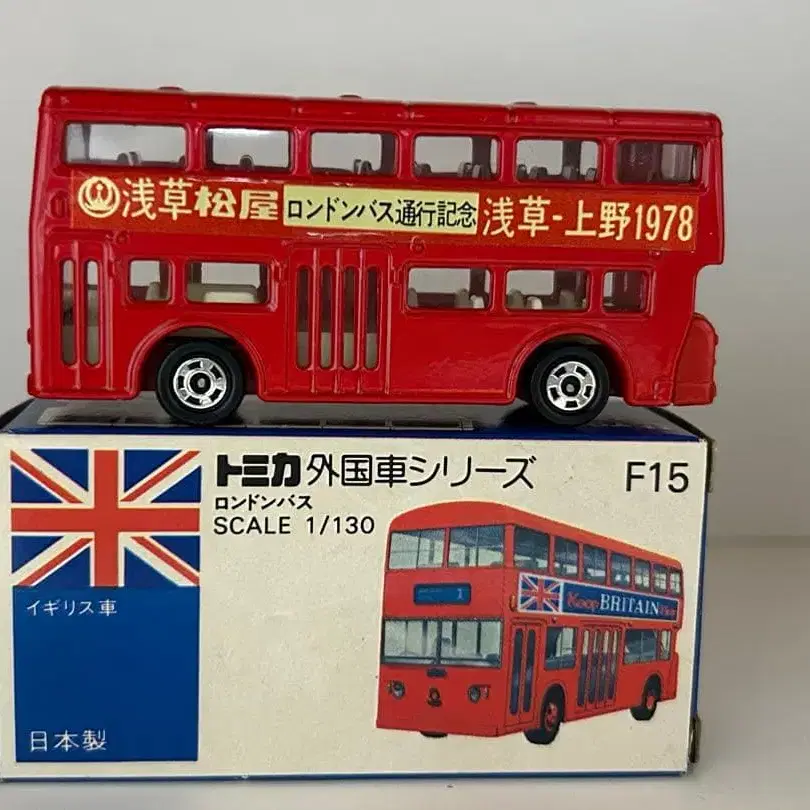 浅草松屋 ロンドンバス通行記念 浅草-上野1978
トミカ 外国車シリーズ F15
ロンドンバス
SCALE 1/130
イギリス車
1
Keep BRITAIN
日本製